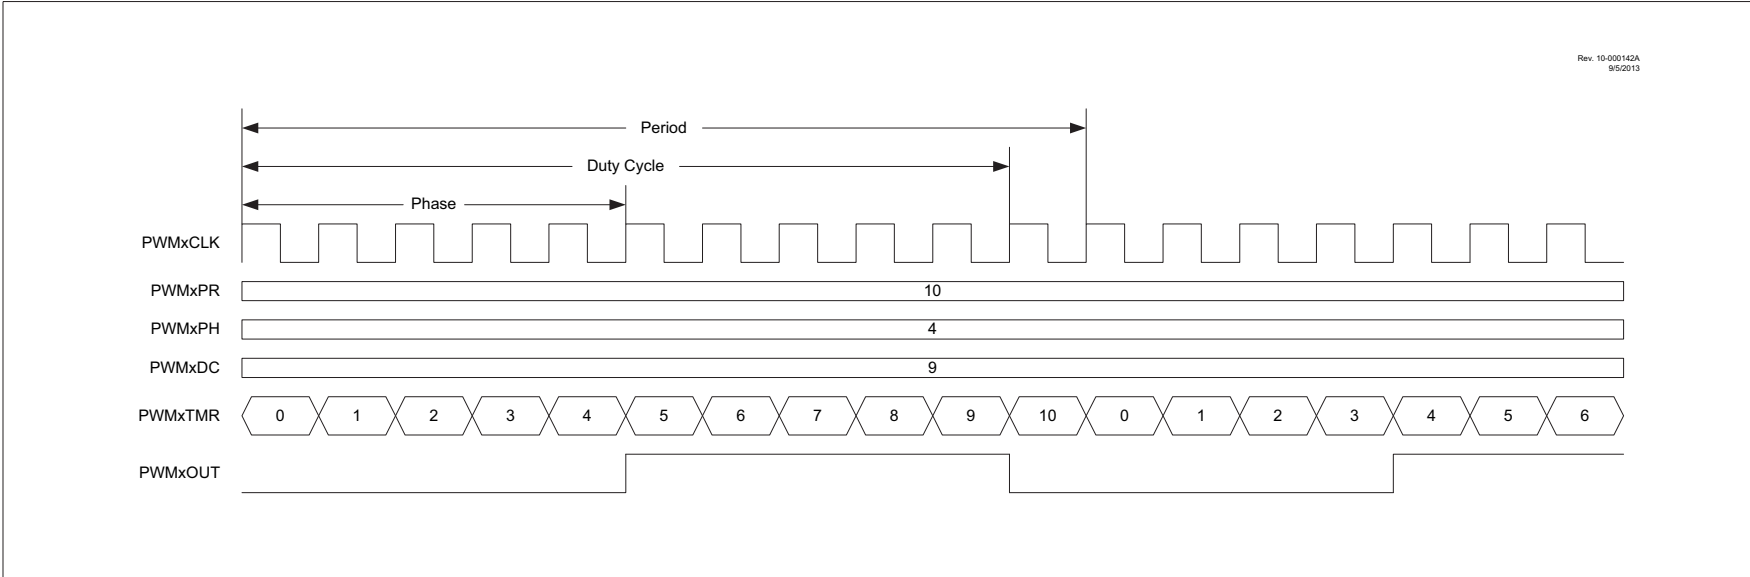 Rev. 10-000142A
9/5/2013
Period
Duty Cycle
Phase
PWMxCLK
PWMxPR 10
PWMxPH 4
PWMxDC 9
PWMxTMR 0 1 2 3 4 5 6 7 8 9 10 0 1 2 3 4 5 6
PWMxOUT